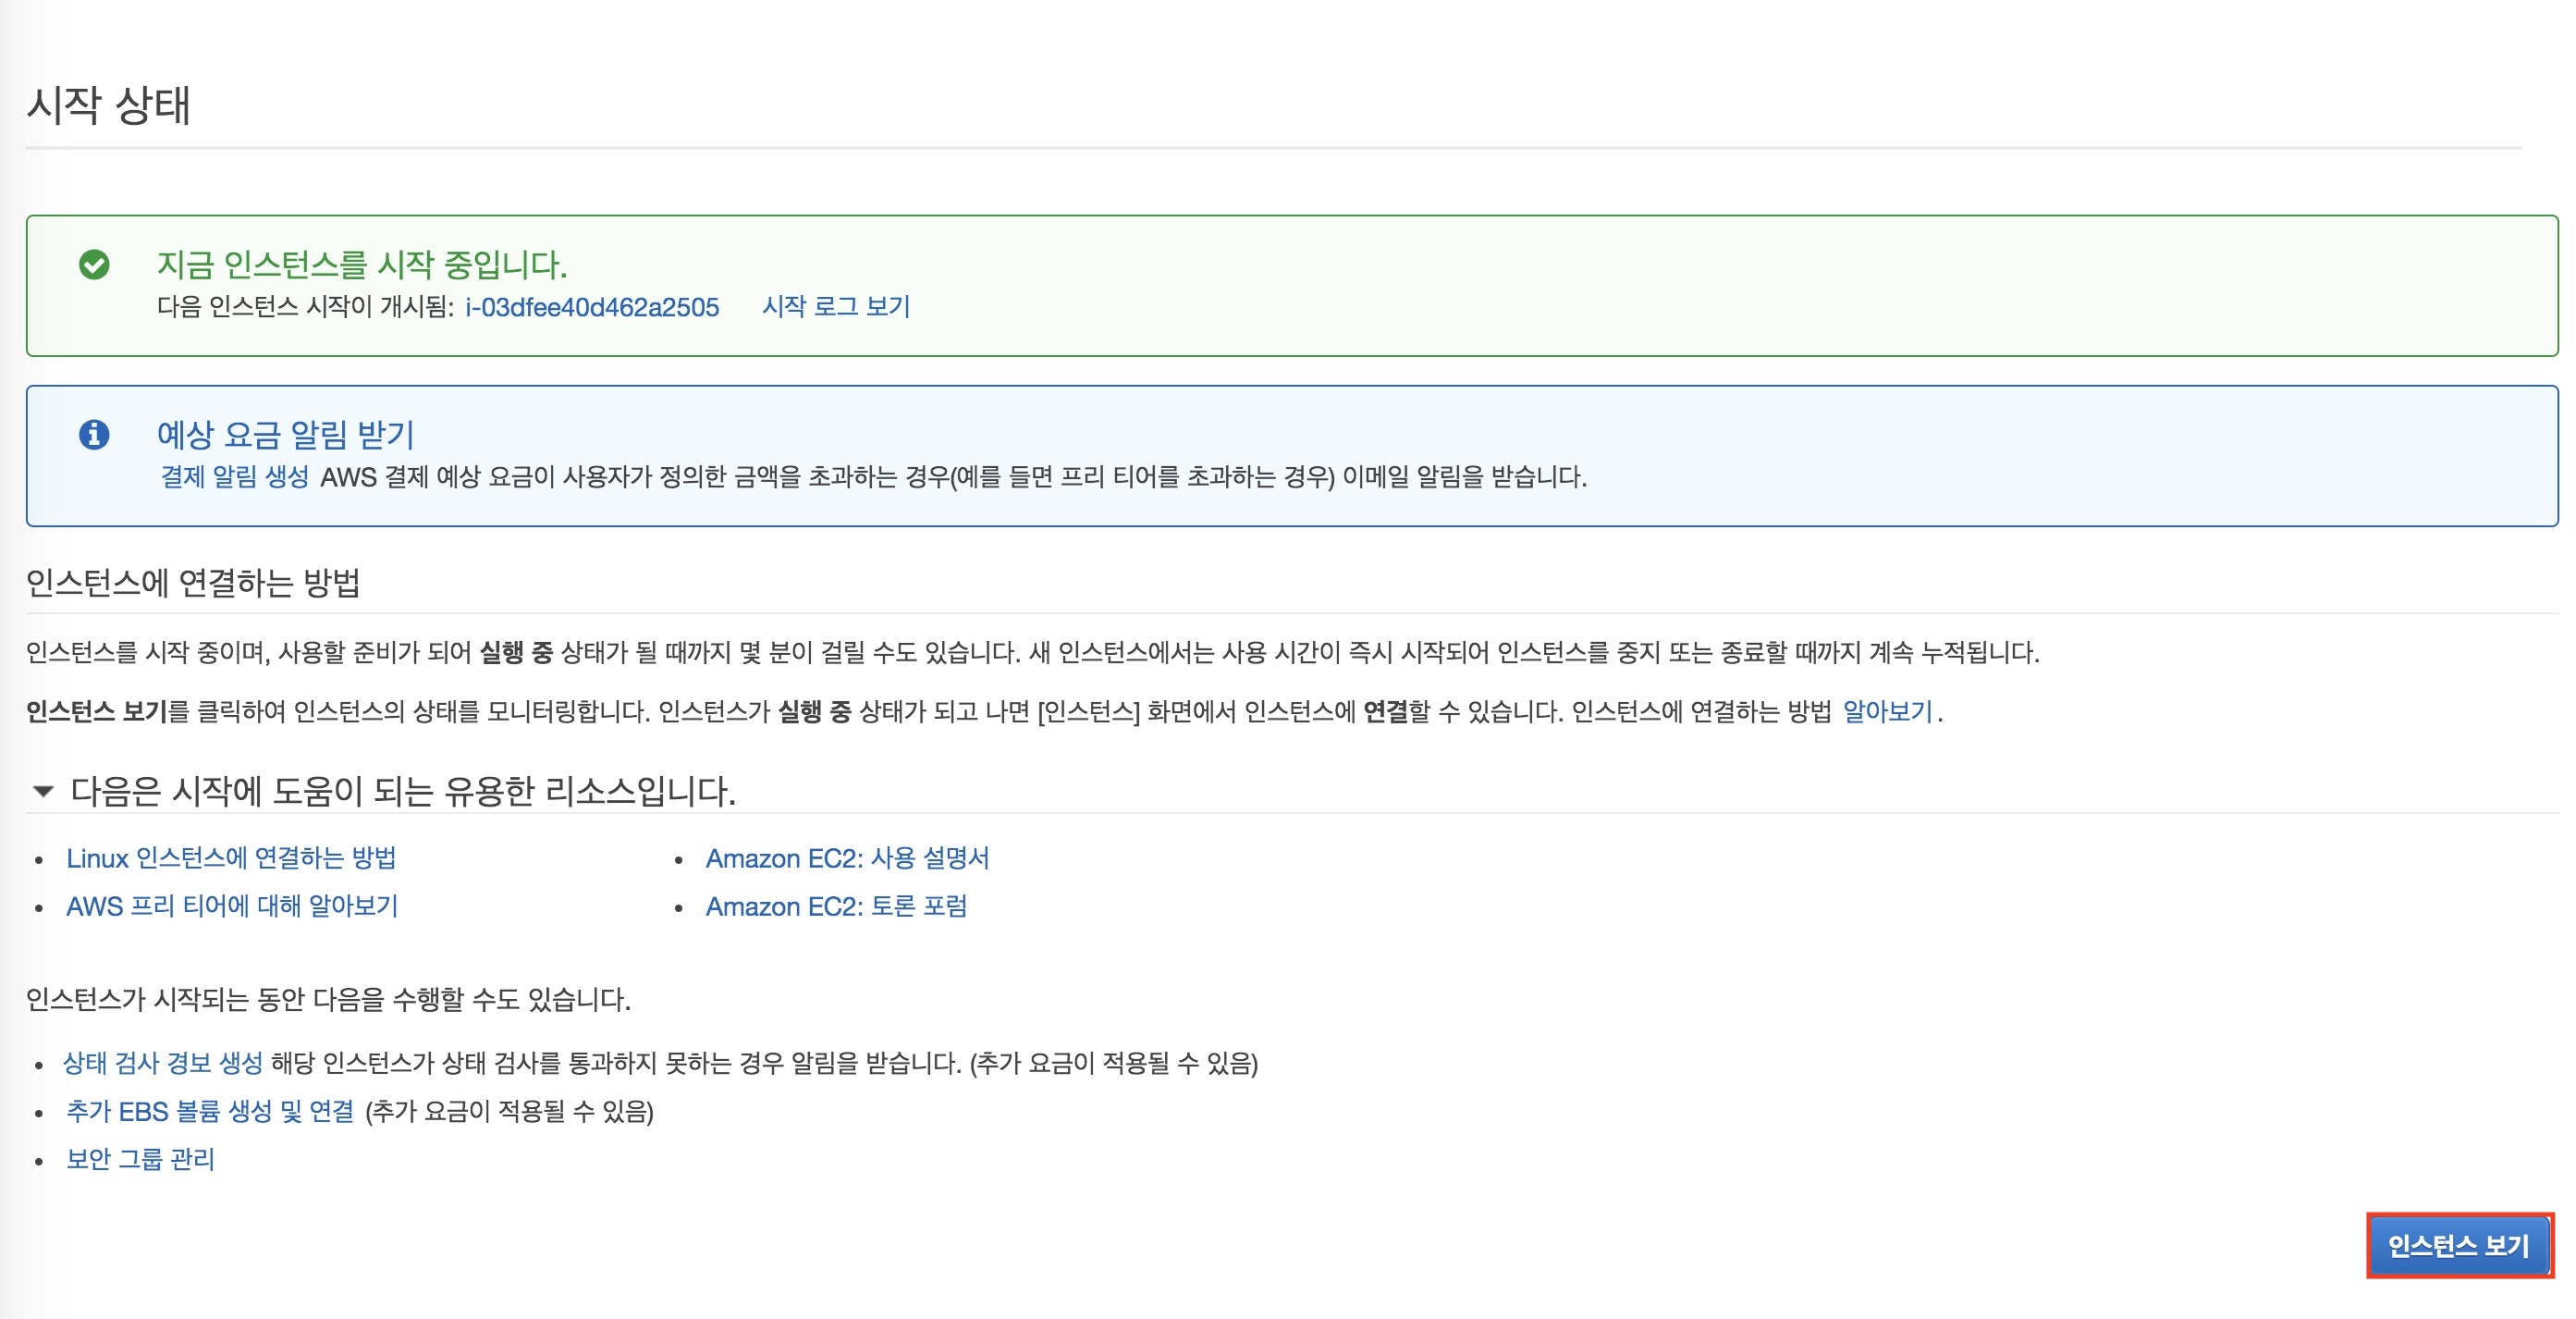 시작 상태
지금 인스턴스를 시작 중입니다.
다음 인스턴스 시작이 개시됨: i-03dfee40d462a2505 시작 로그 보기
예상 요금 알림 받기
결제 알림 생성 AWS 결제 예상 요금이 사용자가 정의한 금액을 초과하는 경우(예를 들면 프리 티어를 초과하는 경우) 이메일 알림을 받습니다.
인스턴스에 연결하는 방법
인스턴스를 시작 중이며, 사용할 준비가 되어 실행 중 상태가 될 때까지 몇 분이 걸릴 수도 있습니다. 새 인스턴스에서는 사용 시간이 즉시 시작되어 인스턴스를 중지 또는 종료할 때까지 계속 누적됩니다.
인스턴스 보기를 클릭하여 인스턴스의 상태를 모니터링합니다. 인스턴스가 실행 중 상태가 되고 나면 [인스턴스] 화면에서 인스턴스에 연결할 수 있습니다. 인스턴스에 연결하는 방법 알아보기.
다음은 시작에 도움이 되는 유용한 리소스입니다.
• Linux 인스턴스에 연결하는 방법
• AWS 프리 티어에 대해 알아보기
• Amazon EC2: 사용 설명서
• Amazon EC2: 토론 포럼
인스턴스가 시작되는 동안 다음을 수행할 수도 있습니다.
• 상태 검사 경보 생성 해당 인스턴스가 상태 검사를 통과하지 못하는 경우 알림을 받습니다. (추가 요금이 적용될 수 있음)
• 추가 EBS 볼륨 생성 및 연결 (추가 요금이 적용될 수 있음)
• 보안 그룹 관리
인스턴스 보기